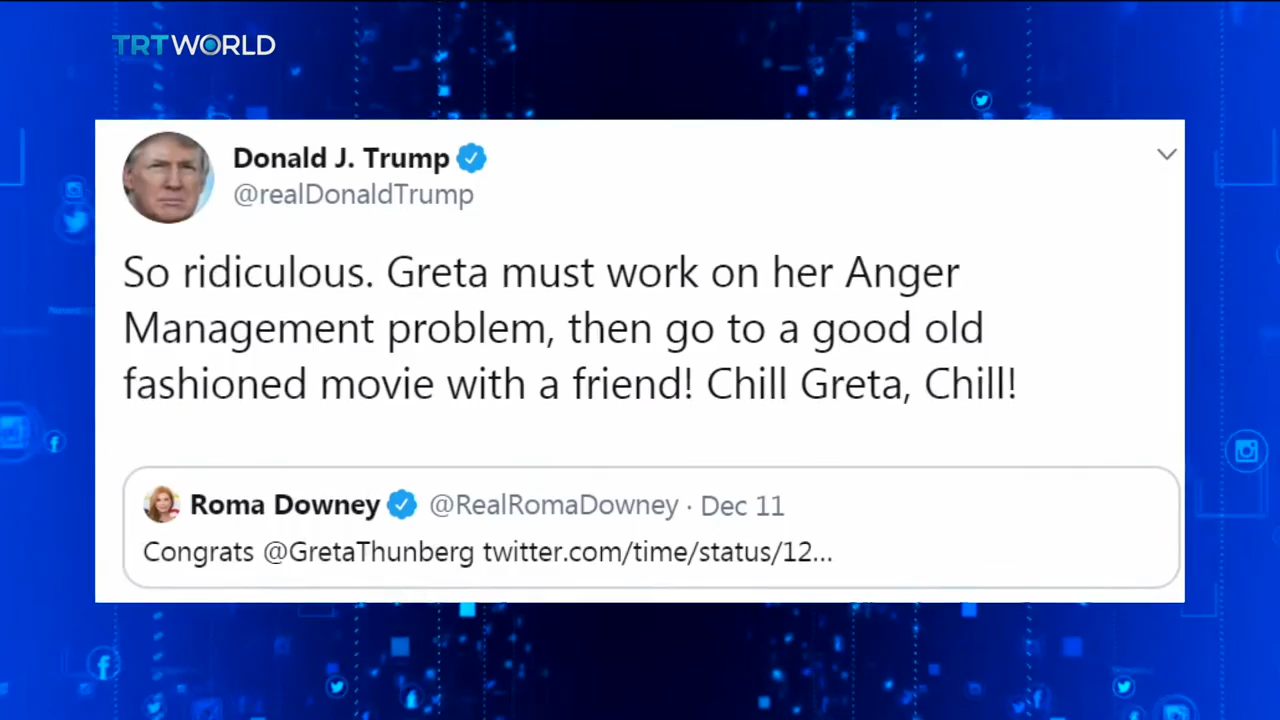 TRT WORLD
Donald J. Trump
@realDonaldTrump
So ridiculous. Greta must work on her Anger
Management problem, then go to a good old
fashioned movie with a friend! Chill Greta, Chill!
Roma Downey @RealRomaDowney · Dec 11
Congrats @GretaThunberg twitter.com/time/status/12...